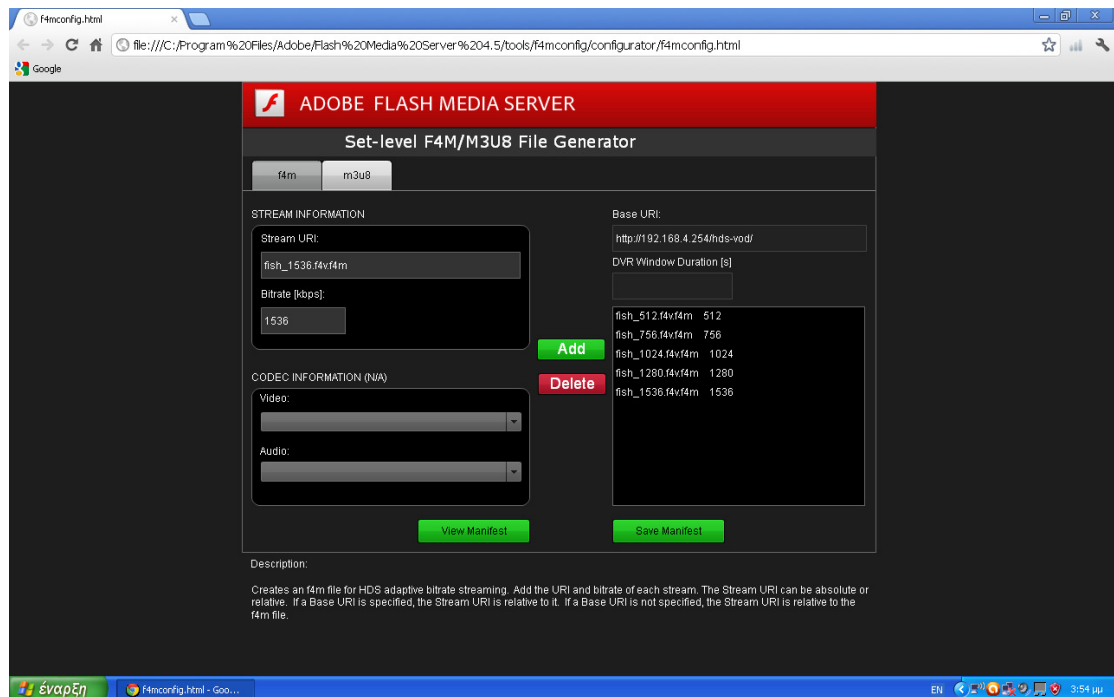 f4mconfig.html
file:///C:/Program%20Files/Adobe/Flash%20Media%20Server%204.5/tools/f4mconfig/configurator/f4mconfig.html
Google
ADOBE FLASH MEDIA SERVER
Set-level F4M/M3U8 File Generator
f4m
m3u8
STREAM INFORMATION
Stream URI:
fish_1536.f4v.f4m
Bitrate [kbps]:
1536
CODEC INFORMATION (N/A)
Video:
Audio:
Add
Delete
Base URI:
http://192.168.4.254/hds-vod/
DVR Window Duration [s]
fish_512.f4v.f4m 512
fish_756.f4v.f4m 756
fish_1024.f4v.f4m 1024
fish_1280.f4v.f4m 1280
fish_1536.f4v.f4m 1536
View Manifest
Save Manifest
Description:
Creates an f4m file for HDS adaptive bitrate streaming. Add the URI and bitrate of each stream. The Stream URI can be absolute or
relative. If a Base URI is specified, the Stream URI is relative to it. If a Base URI is not specified, the Stream URI is relative to the
f4m file.
έναρξη
f4mconfig.html - Goo...
EN
3:54 μμ